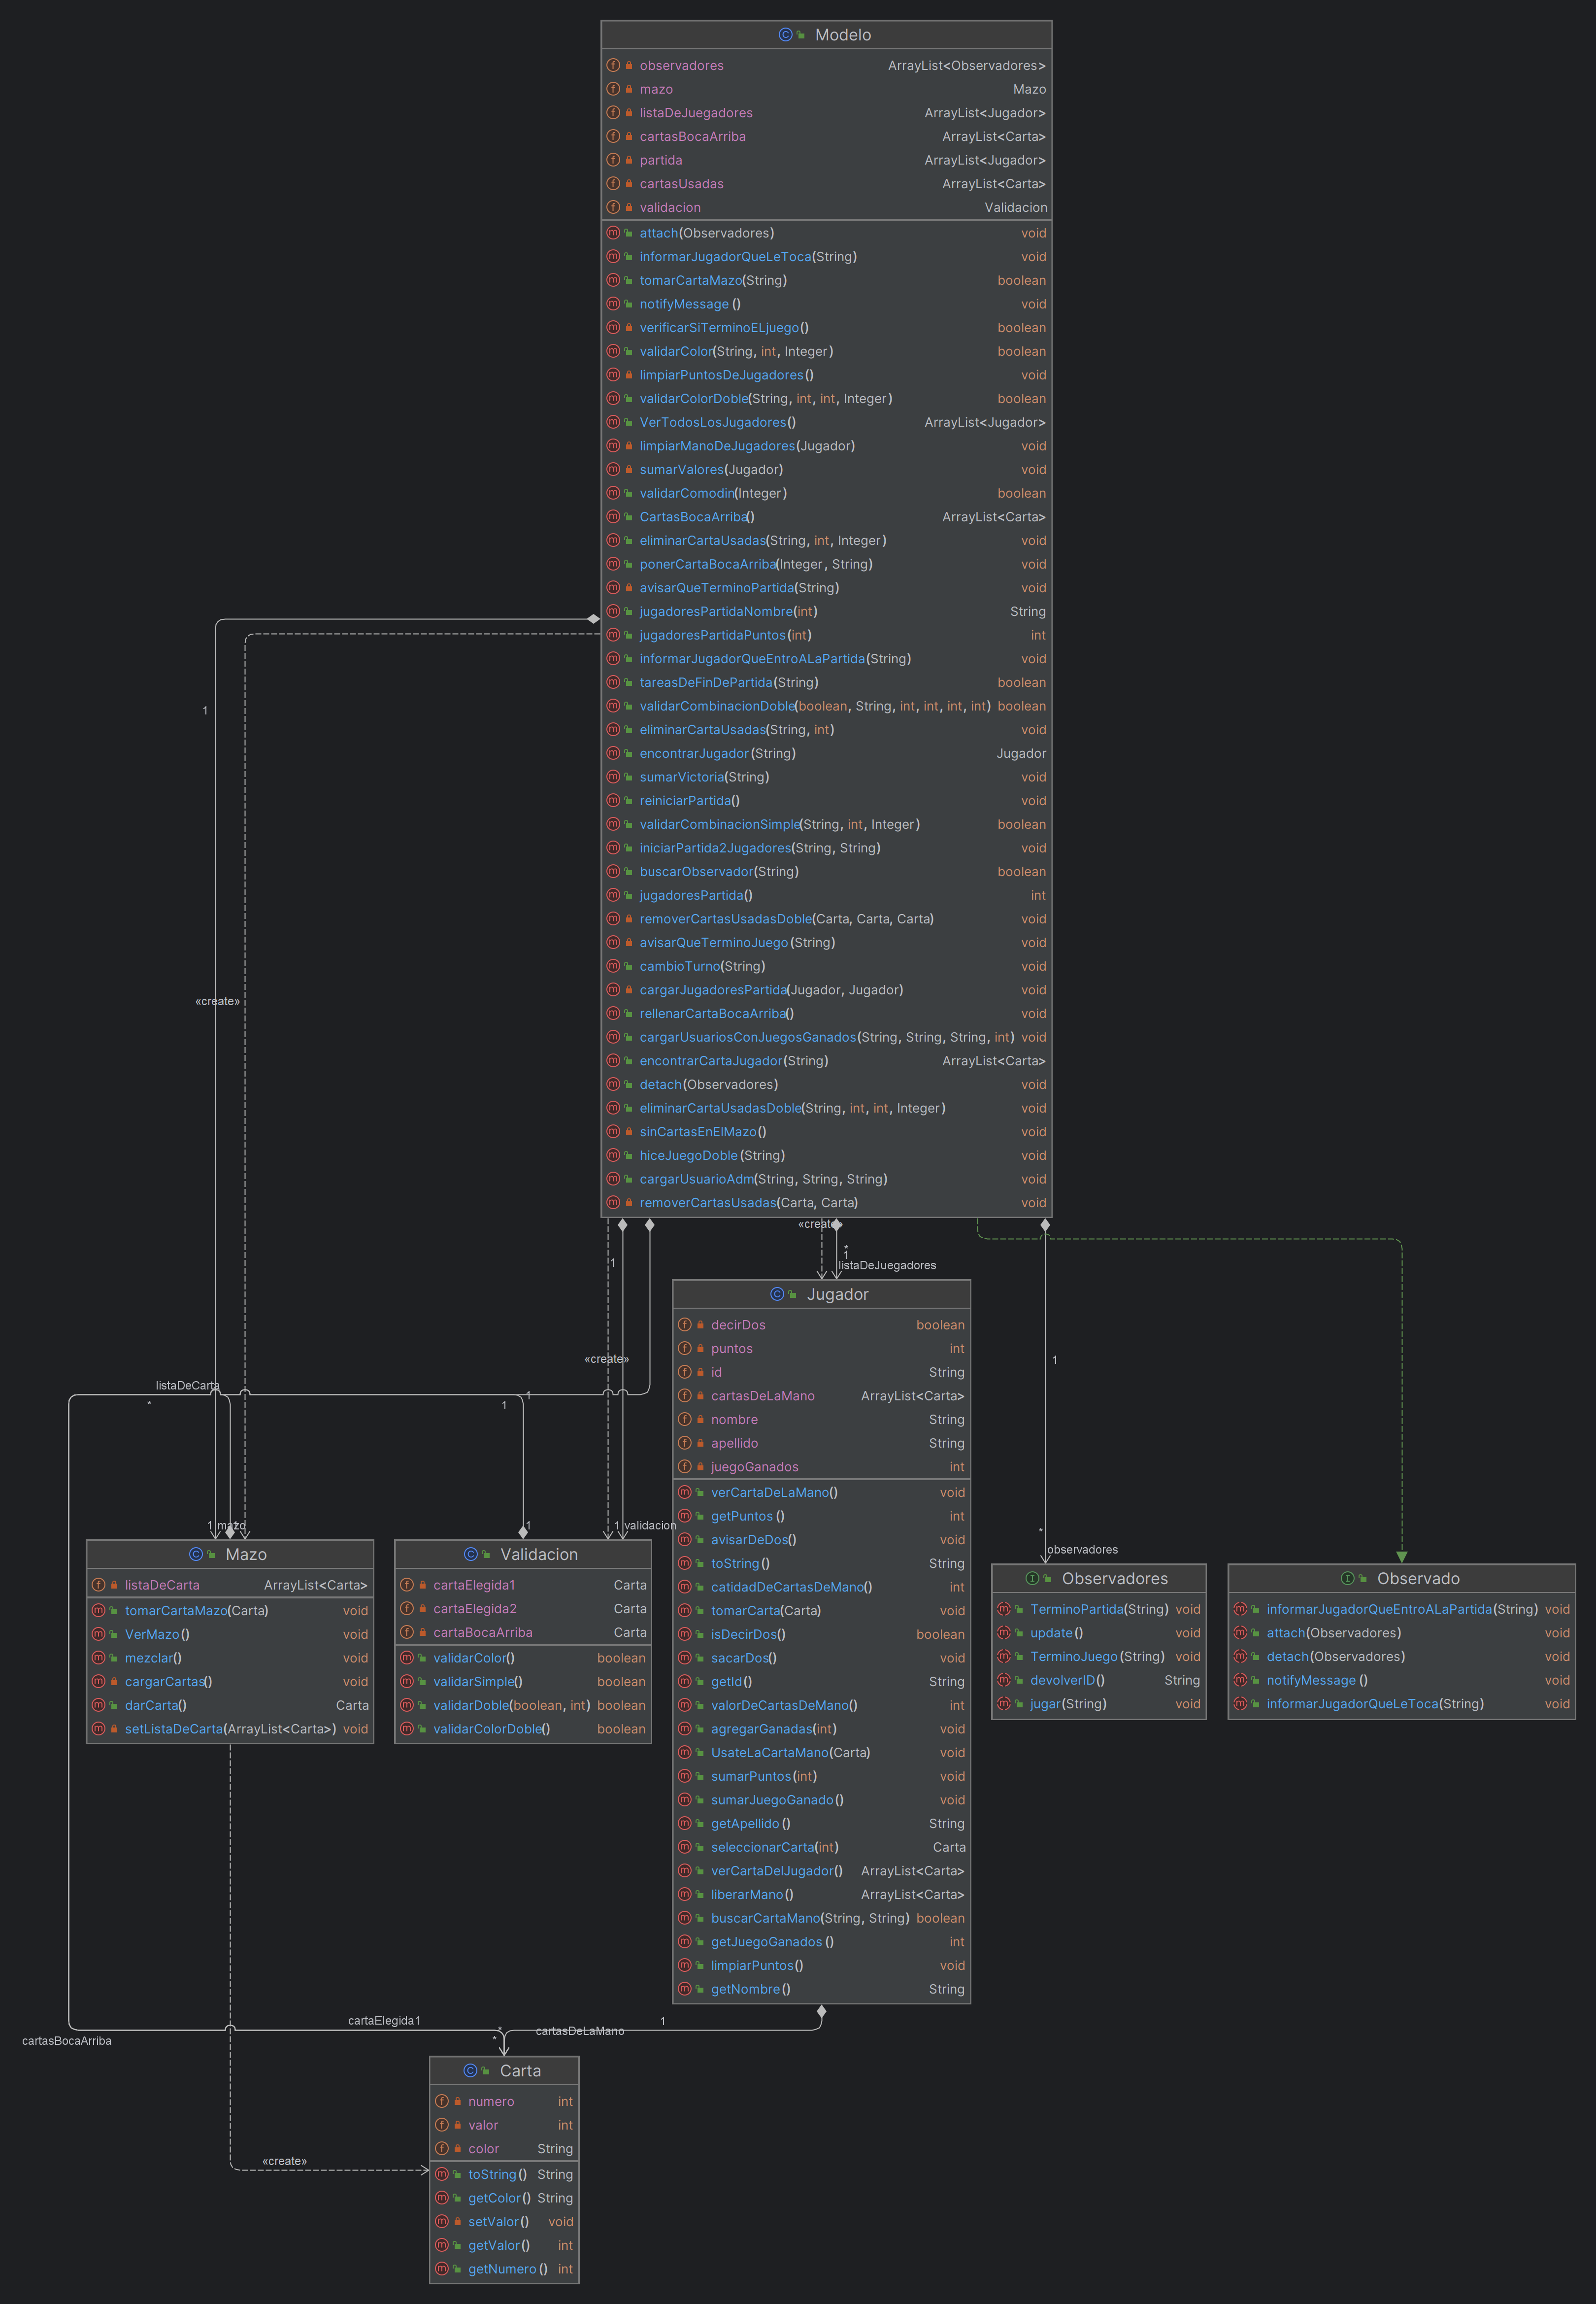 Modelo
observadores ArrayList<Observadores>
mazo Mazo
listaDeJuegadores ArrayList<Jugador>
cartasBocaArriba ArrayList<Carta>
partida ArrayList<Jugador>
cartasUsadas ArrayList<Carta>
validacion Validacion
attach(Observadores) void
informarJugadorQueLeToca(String) void
tomarCartaMazo(String) boolean
notifyMessage() void
verificarSiTerminoELjuego() boolean
validarColor(String, int, Integer) boolean
limpiarPuntosDeJugadores() void
validarColorDoble(String, int, int, Integer) boolean
VerTodosLosJugadores() ArrayList<Jugador>
limpiarManoDeJugadores(Jugador) void
sumarValores(Jugador) void
validarComodin(Integer) boolean
CartasBocaArriba() ArrayList<Carta>
eliminarCartaUsadas(String, int, Integer) void
ponerCartaBocaArriba(Integer, String) void
avisarQueTerminoPartida(String) void
jugadoresPartidaNombre(int) String
jugadoresPartidaPuntos(int) int
informarJugadorQueEntroALaPartida(String) void
tareasDeFinDePartida(String) boolean
validarCombinacionDoble(boolean, String, int, int, int, int) boolean
eliminarCartaUsadas(String, int) void
encontrarJugador(String) Jugador
sumarVictoria(String) void
reiniciarPartida() void
validarCombinacionSimple(String, int, Integer) boolean
iniciarPartida2Jugadores(String, String) void
buscarObservador(String) boolean
jugadoresPartida() int
removerCartasUsadasDoble(Carta, Carta, Carta) void
avisarQueTerminoJuego(String) void
cambioTurno(String) void
cargarJugadoresPartida(Jugador, Jugador) void
rellenarCartaBocaArriba() void
cargarUsuariosConJuegosGanados(String, String, String, int) void
encontrarCartaJugador(String) ArrayList<Carta>
detach(Observadores) void
eliminarCartaUsadasDoble(String, int, int, Integer) void
sinCartasEnElMazo() void
hiceJuegoDoble(String) void
cargarUsuarioAdm(String, String, String) void
removerCartasUsadas(Carta, Carta) void
1
«create»
«create»
*
1
1
listaDeJuegadores
«create»
1
listaDeCarta
*
1
1
1 mazo
1
1
1 validacion
*
observadores
Jugador
decirDos boolean
puntos int
id String
cartasDeLaMano ArrayList<Carta>
nombre String
apellido String
juegoGanados int
verCartaDeLaMano() void
getPuntos() int
avisarDeDos() void
toString() String
catidadDeCartasDeMano() int
tomarCarta(Carta) void
isDecirDos() boolean
sacarDos() void
getId() String
valorDeCartasDeMano() int
agregarGanadas(int) void
UsateLaCartaMano(Carta) void
sumarPuntos(int) void
sumarJuegoGanado() void
getApellido() String
seleccionarCarta(int) Carta
verCartaDelJugador() ArrayList<Carta>
liberarMano() ArrayList<Carta>
buscarCartaMano(String, String) boolean
getJuegoGanados() int
limpiarPuntos() void
getNombre() String
Mazo
listaDeCarta ArrayList<Carta>
tomarCartaMazo(Carta) void
VerMazo() void
mezclar() void
cargarCartas() void
darCarta() Carta
setListaDeCarta(ArrayList<Carta>) void
Validacion
cartaElegida1 Carta
cartaElegida2 Carta
cartaBocaArriba Carta
validarColor() boolean
validarSimple() boolean
validarDoble(boolean, int) boolean
validarColorDoble() boolean
Observadores
TerminoPartida(String) void
update() void
TerminoJuego(String) void
devolverID() String
jugar(String) void
Observado
informarJugadorQueEntroALaPartida(String) void
attach(Observadores) void
detach(Observadores) void
notifyMessage() void
informarJugadorQueLeToca(String) void
cartasBocaArriba
cartaElegida1
*
*
cartasDeLaMano
1
«create»
Carta
numero int
valor int
color String
toString() String
getColor() String
setValor() void
getValor() int
getNumero() int